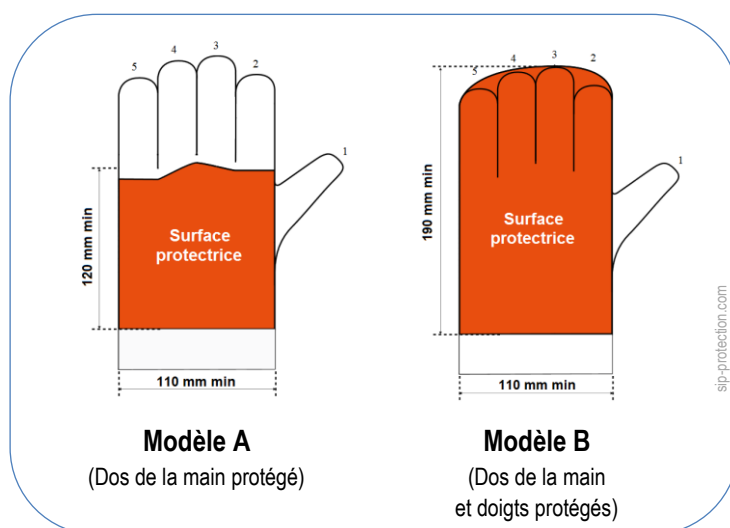 5
4
3
2
1
Surface
protectrice
120 mm min
110 mm min
Modèle A
(Dos de la main protégé)
5
4
3
2
1
Surface
protectrice
190 mm min
110 mm min
Modèle B
(Dos de la main
et doigts protégés)
sip-protection.com